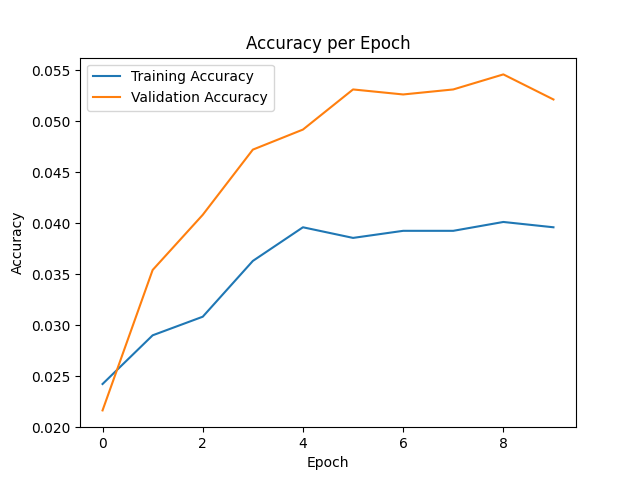 Accuracy per Epoch
Training Accuracy
Validation Accuracy
0.055
0.050
0.045
0.040
0.035
0.030
0.025
0.020
Accuracy
0 2 4 6 8
Epoch